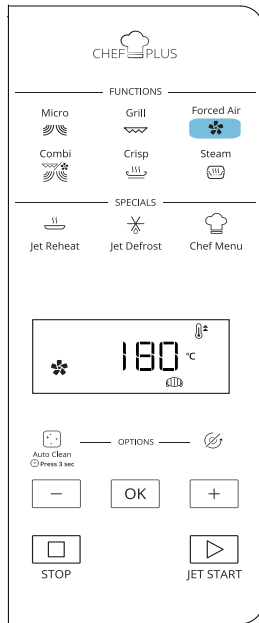 CHEF PLUS
FUNCTIONS
Micro Grill Forced Air
Combi Crisp Steam
SPECIALS
Jet Reheat Jet Defrost Chef Menu
180 °C
OPTIONS
Auto Clean
Press 3 sec
− OK +
STOP JET START